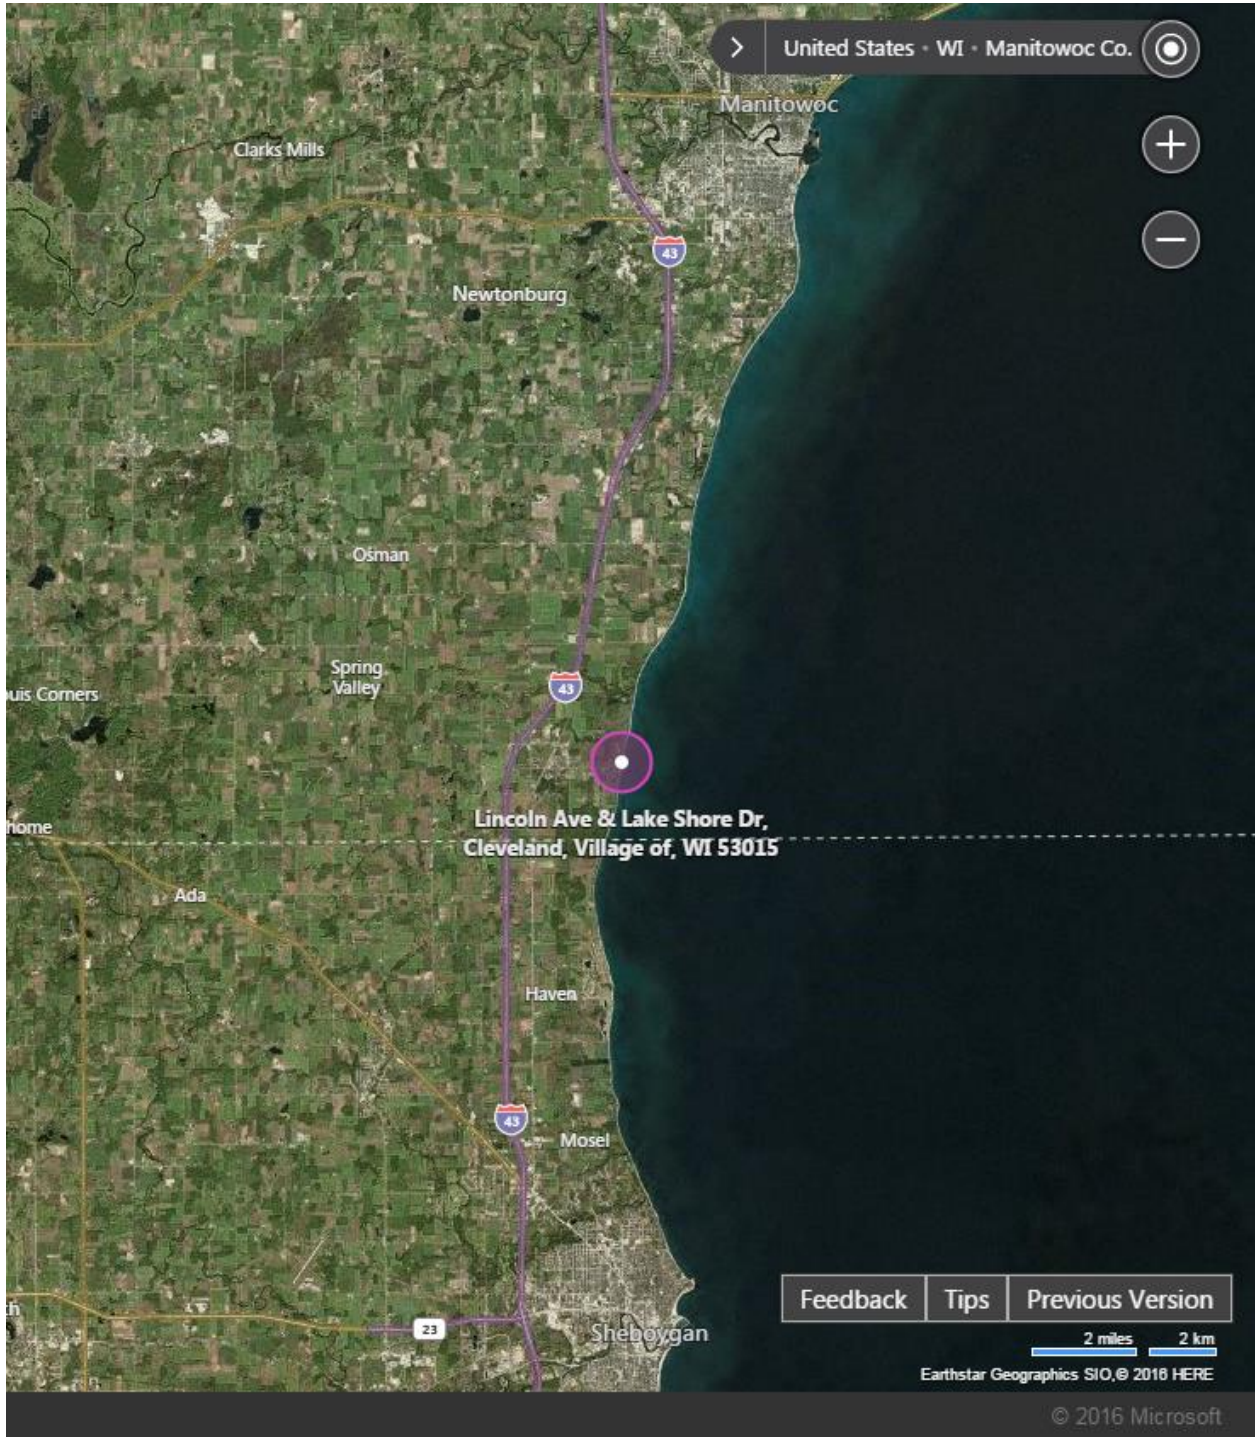 United States • WI • Manitowoc Co.
Manitowoc
Clarks Mills
43
Newtonburg
Osman
Spring
Valley
43
uis Corners
Lincoln Ave & Lake Shore Dr,
Cleveland, Village of, WI 53015
home
Ada
Haven
43
Mosel
Feedback
Tips
Previous Version
th
23
Sheboygan
2 miles
2 km
Earthstar Geographics SIO,© 2016 HERE
© 2016 Microsoft